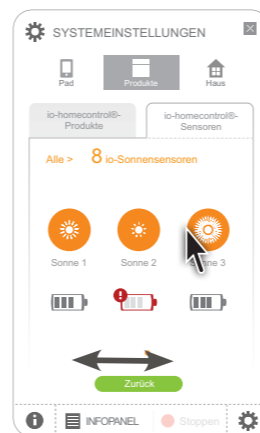 SYSTEMEINSTELLUNGEN
Pad Produkte Haus
io-homecontrol®-
Produkte
io-homecontrol®-
Sensoren
Alle > 8 io-Sonnensensoren
Sonne 1 Sonne 2 Sonne 3
Zurück
INFOPANEL Stoppen